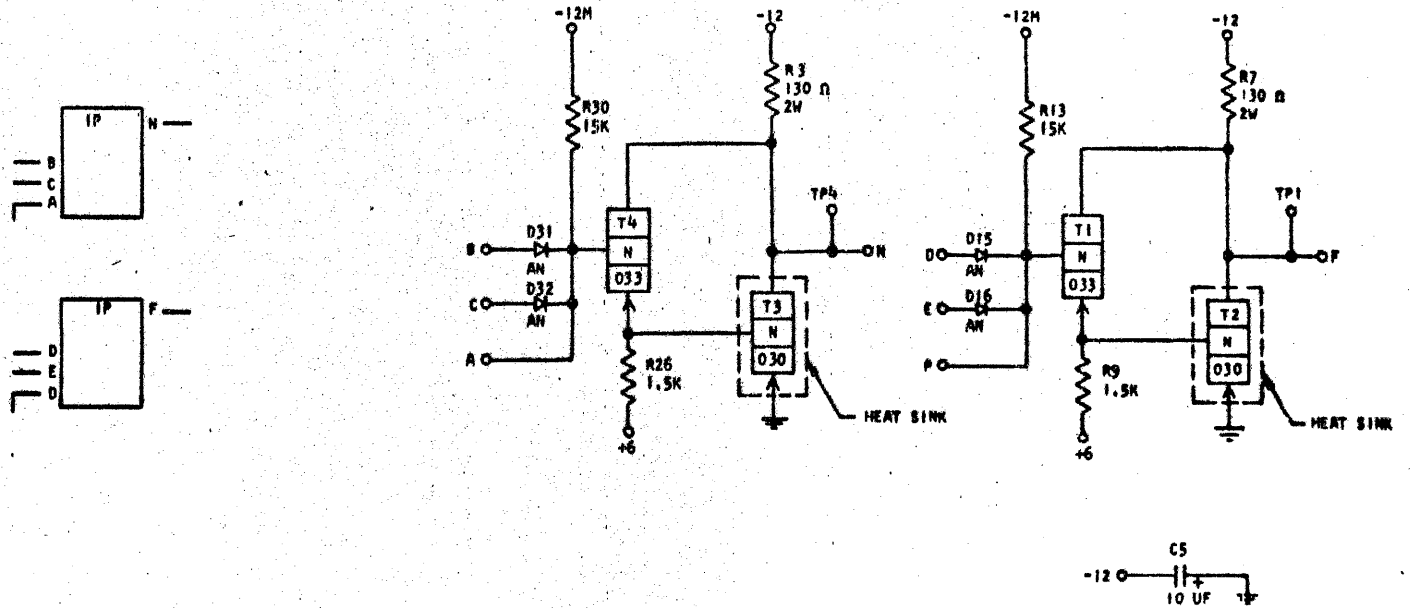 IP
N
B
C
A
IP
F
D
E
D
-12M
R30
15K
-12
R3
130 Ω
2W
TP4
N
B
D31
AN
C
D32
AN
A
T4
N
033
T3
N
030
R26
1.5K
+6
HEAT SINK
-12M
R13
15K
-12
R7
130 Ω
2W
TP1
F
D
D15
AN
E
D16
AN
P
T1
N
033
T2
N
030
R9
1.5K
+6
HEAT SINK
C5
-12
+
10 UF